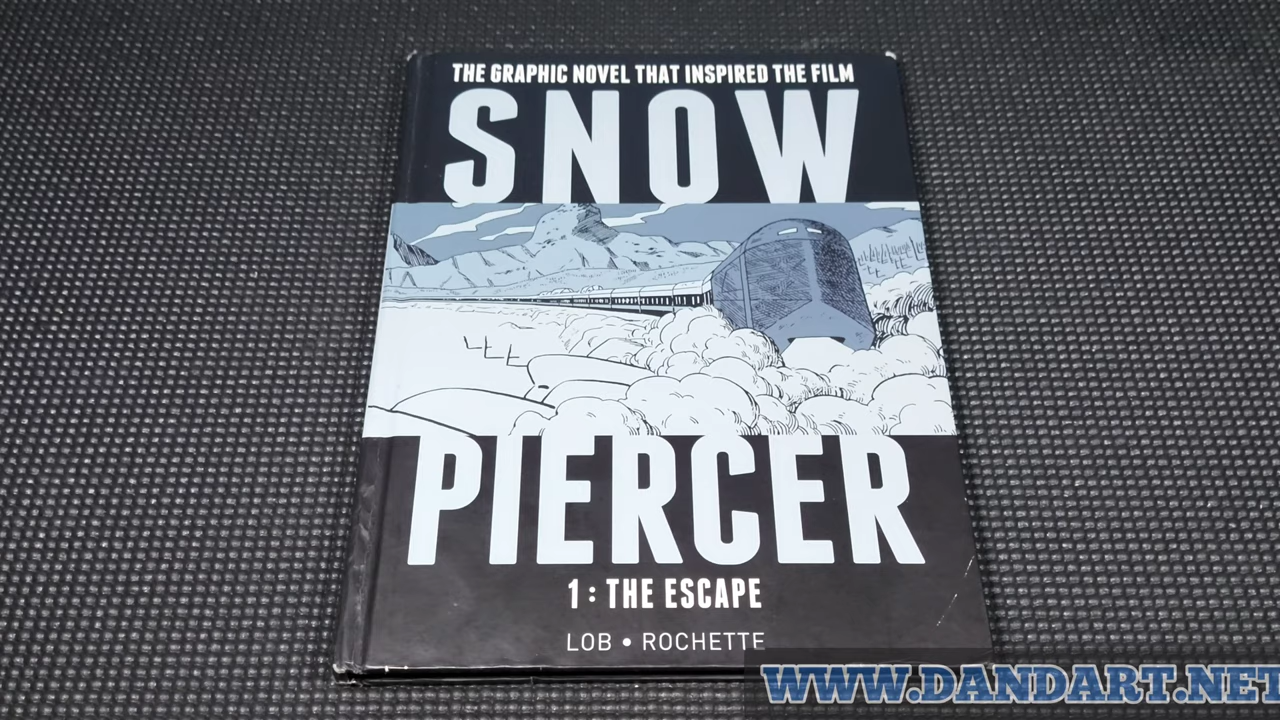 THE GRAPHIC NOVEL THAT INSPIRED THE FILM
SNOW
PIERCER
1 : THE ESCAPE
LOB • ROCHETTE
WWW.DANDART.NET